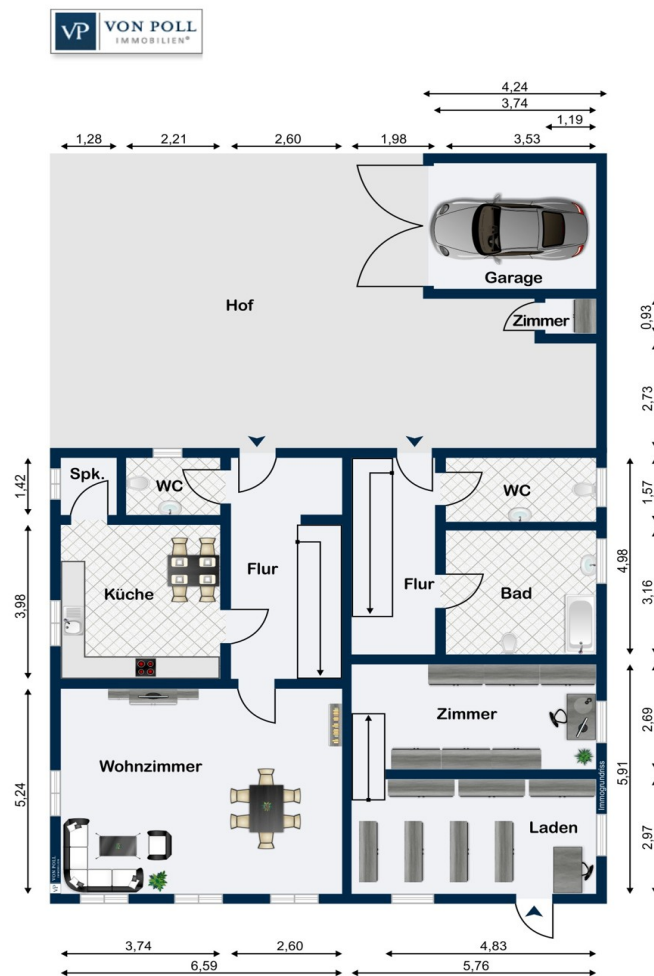 VP VON POLL
IMMOBILIEN®
4,24
3,74
1,19
1,28 2,21 2,60 1,98 3,53
Garage
Hof
Zimmer
0,93
2,73
Spk.
WC
WC
1,42
1,57
4,98
Küche
Flur
Flur
Bad
3,98
3,16
Zimmer
2,69
Wohnzimmer
5,24
5,91
Immogrundriss
Laden
2,97
VP VON POLL
3,74 2,60 4,83
6,59 5,76